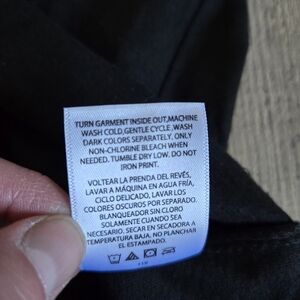 TURN GARMENT INSIDE OUT,MACHINE
WASH COLD,GENTLE CYCLE ,WASH
DARK COLORS SEPARATELY, ONLY
NON-CHLORINE BLEACH WHEN
NEEDED. TUMBLE DRY LOW. DO NOT
IRON PRINT.
VOLTEAR LA PRENDA DEL REVÉS,
LAVAR A MÁQUINA EN AGUA FRÍA,
CICLO DELICADO, LAVAR LOS
COLORES OSCUROS POR SEPARADO.
BLANQUEADOR SIN CLORO
SOLAMENTE CUANDO SEA
NECESARIO. SECAR A MÁQUINA A
TEMPERATURA BAJA. NO PLANCHAR
EL ESTAMPADO.